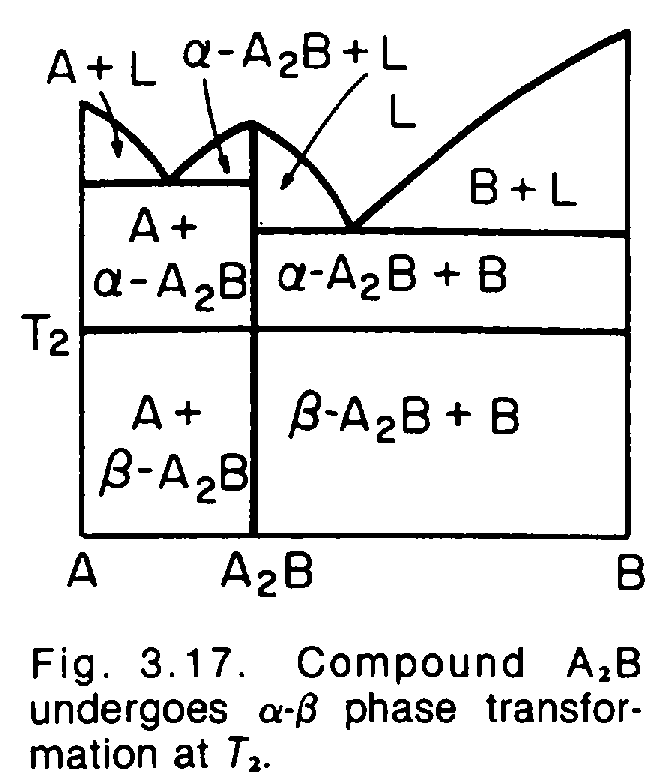 A + L α-A₂B + L
L
B + L
A +
α-A₂B α-A₂B + B
T₂
A +
β-A₂B β-A₂B + B
A A₂B B
Fig. 3.17. Compound A₂B
undergoes α-β phase transfor-
mation at T₂.